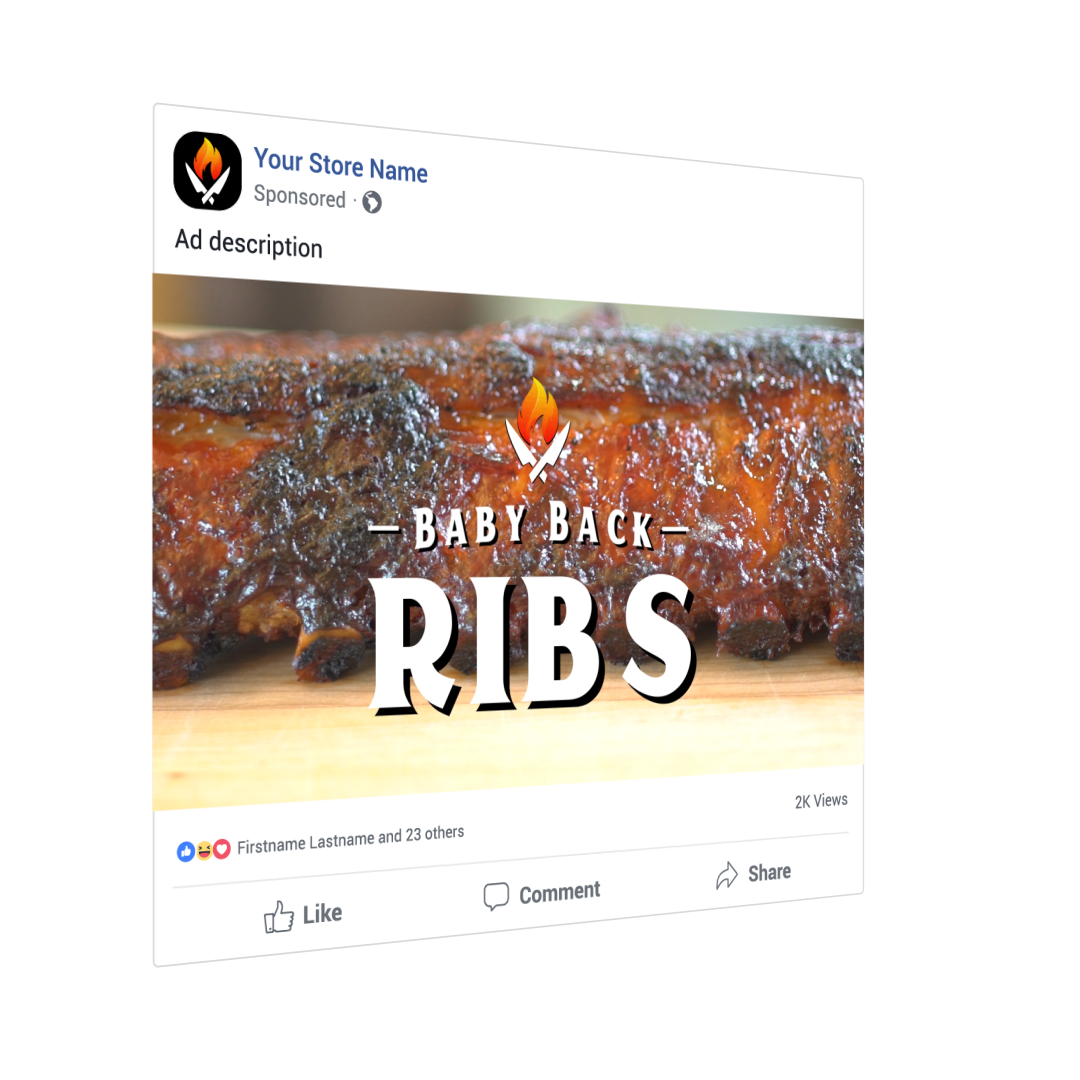 Your Store Name
Sponsored ·
Ad description
BABY BACK
RIBS
2K Views
Firstname Lastname and 23 others
Like
Comment
Share